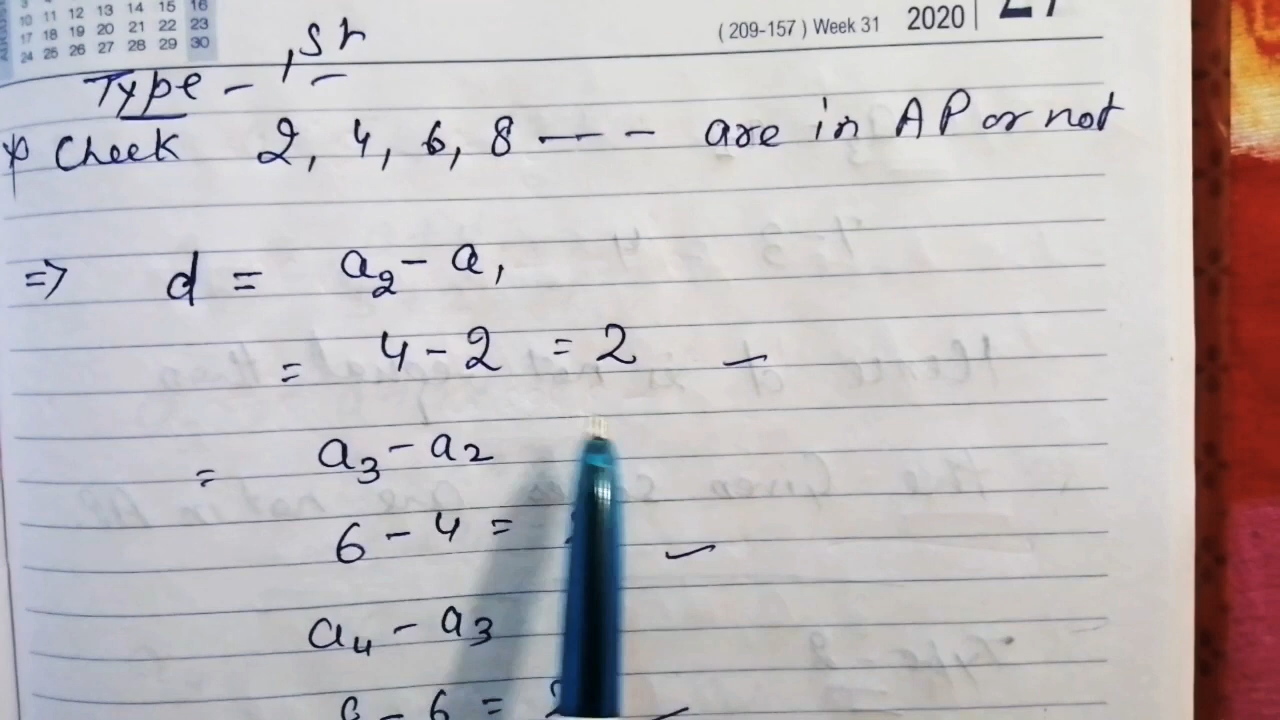 10 11 12 13 14 15 16
17 18 19 20 21 22 23
24 25 26 27 28 29 30
(209-157) Week 31 2020
Type - 1st
* Check 2, 4, 6, 8 --- are in AP or not
=> d = a2 - a1
= 4 - 2 = 2
= a3 - a2
6 - 4 =
a4 - a3
- 6 = 2